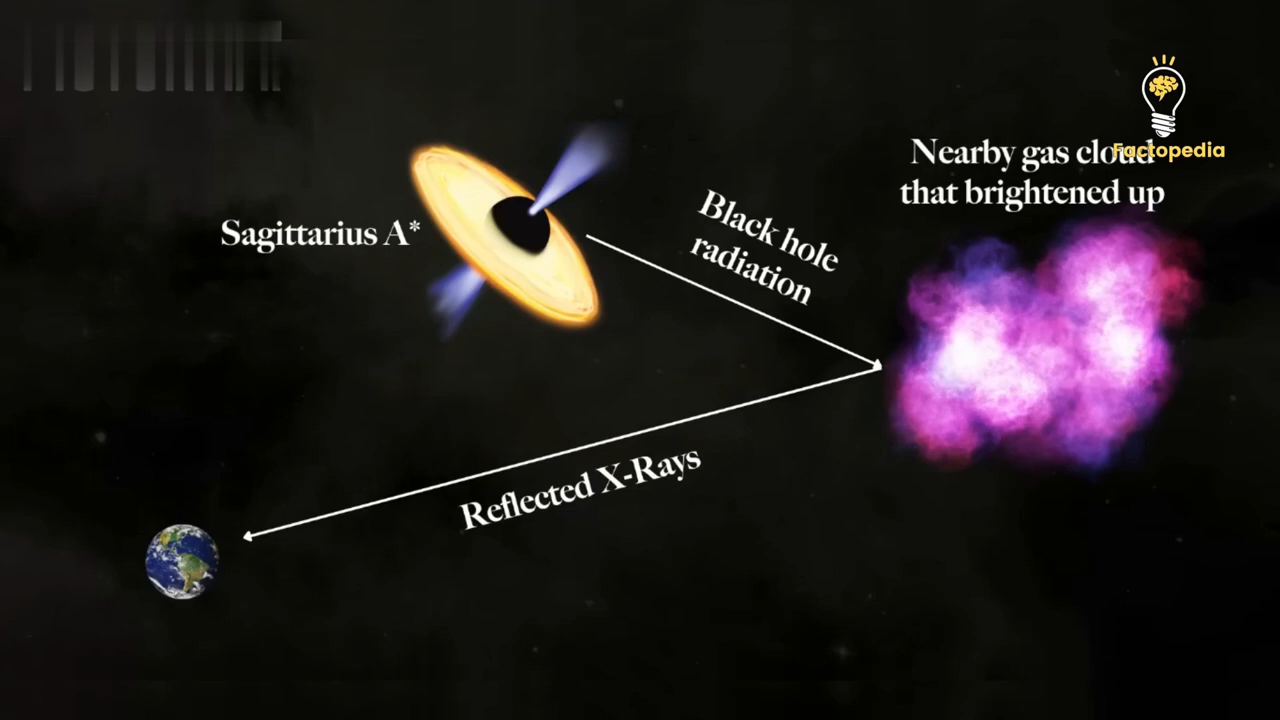 Factopedia
Nearby gas cloud
that brightened up
Sagittarius A*
Black hole
radiation
Reflected X-Rays